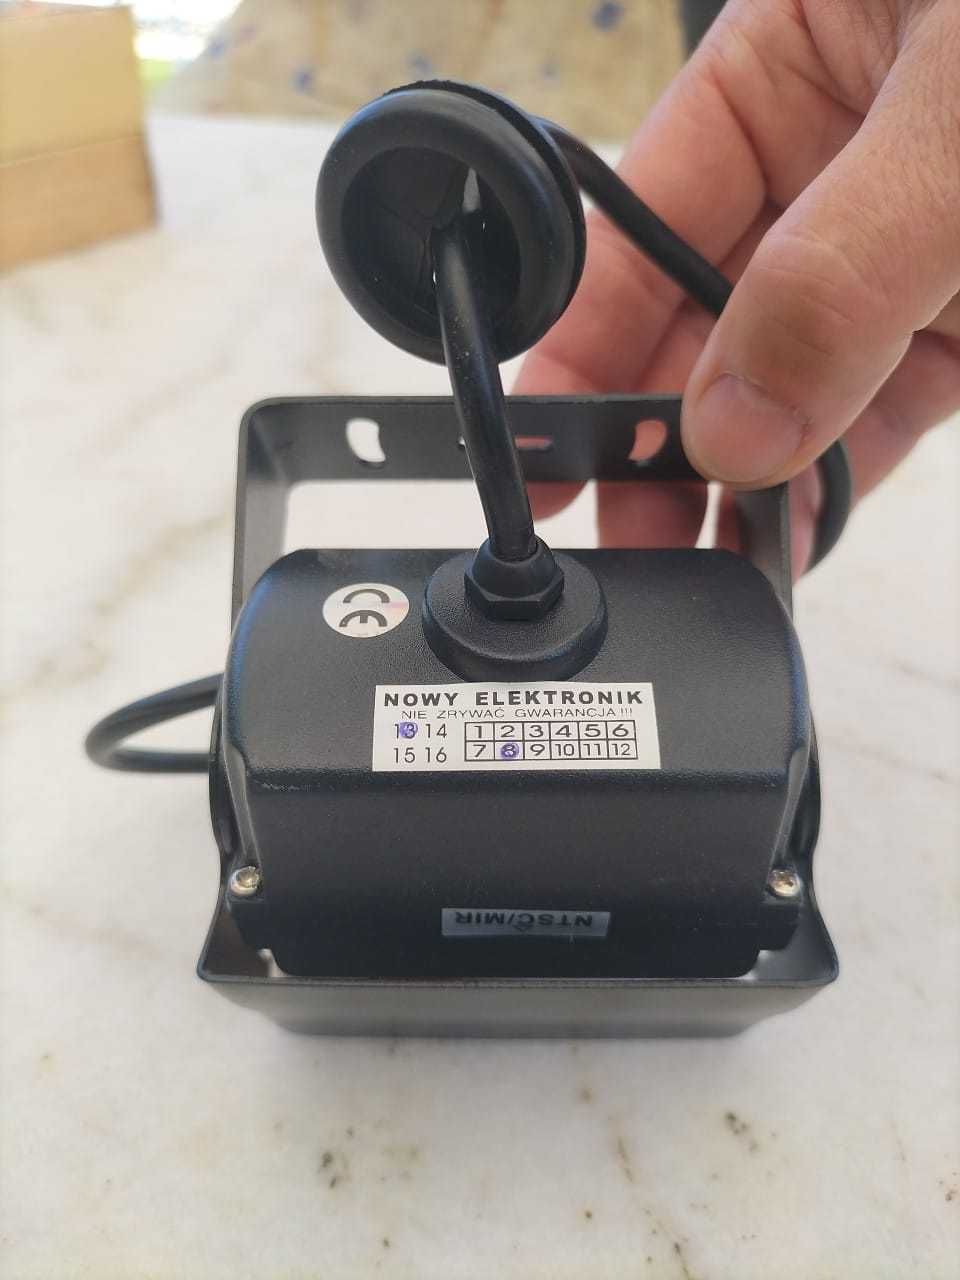 CE
NOWY ELEKTRONIK
NIE ZRYWAĆ GWARANCJA !!!
13 14 1 2 3 4 5 6
15 16 7 8 9 10 11 12
NTSC/MIR